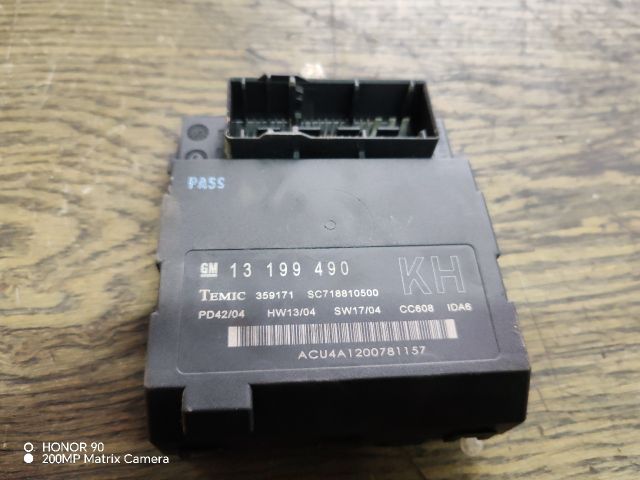 PASS
GM 13 199 490 KH
TEMIC 359171 SC718810500
PD42/04 HW13/04 SW17/04 CC608 IDA6
ACU4A1200781157
HONOR 90
200MP Matrix Camera